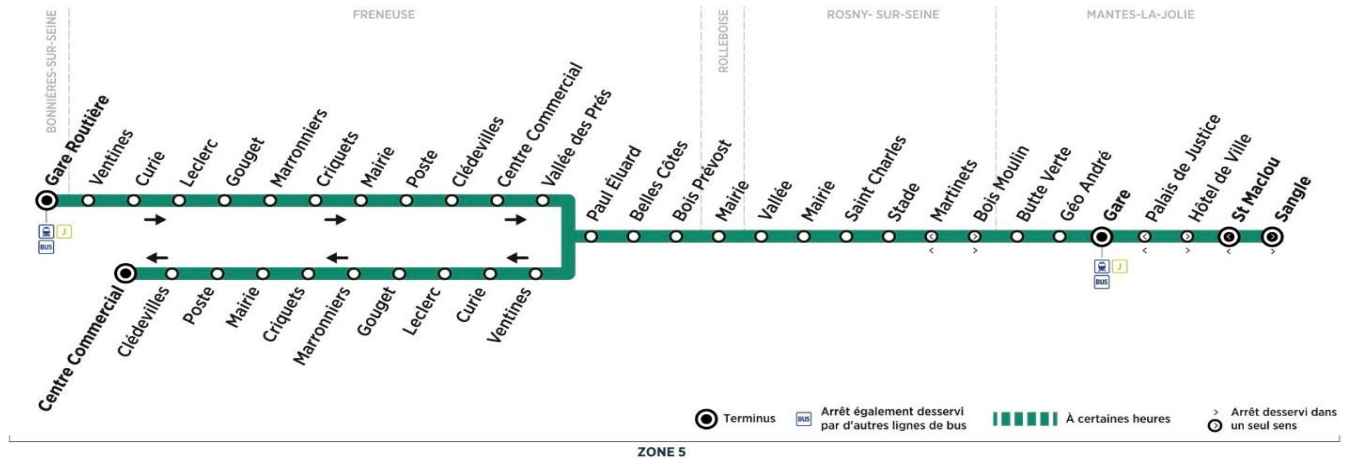 BONNIÈRES-SUR-SEINE
FRENEUSE
ROLLEBOISE
ROSNY- SUR-SEINE
MANTES-LA-JOLIE
Gare Routière
Ventines
Curie
Leclerc
Gouget
Marronniers
Criquets
Mairie
Poste
Clédevilles
Centre Commercial
Vallée des Prés
Paul Éluard
Belles Côtes
Bois Prévost
Mairie
Vallée
Mairie
Saint Charles
Stade
Martinets
Bois Moulin
Butte Verte
Géo André
Gare
Palais de Justice
Hôtel de Ville
St Maclou
Sangle
J
BUS
J
BUS
Centre Commercial
Clédevilles
Poste
Mairie
Criquets
Marronniers
Gouget
Leclerc
Curie
Ventines
Terminus
BUS
Arrêt également desservi
par d'autres lignes de bus
À certaines heures
Arrêt desservi dans
un seul sens
ZONE 5